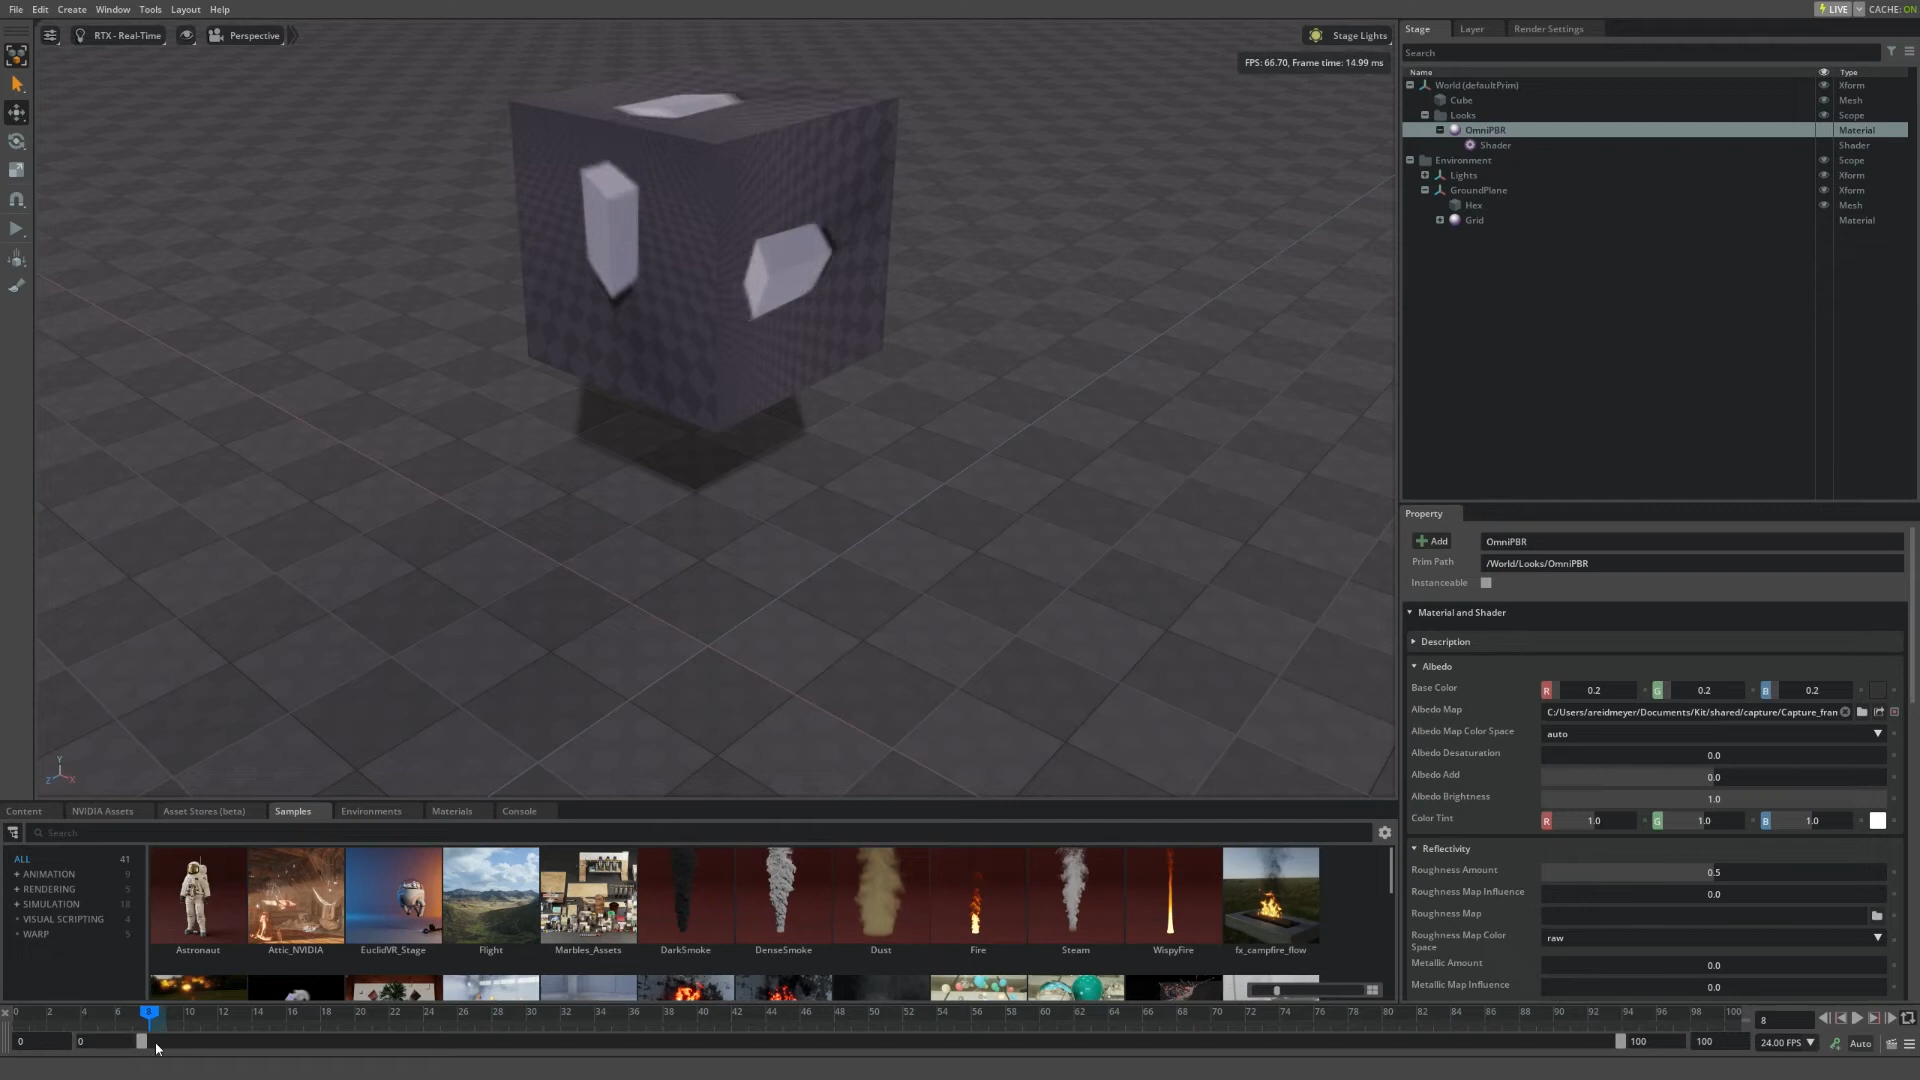 File Edit Create Window Tools Layout Help
LIVE CACHE: ON
RTX - Real-Time Perspective
Stage Lights
FPS: 66.70, Frame time: 14.99 ms
Stage Layer Render Settings
Search
Name Type
World (defaultPrim) Xform
Cube Mesh
Looks Scope
OmniPBR Material
Shader Shader
Environment Scope
Lights Xform
GroundPlane Xform
Hex Mesh
Grid Material
Y
Z X
Property
Add OmniPBR
Prim Path /World/Looks/OmniPBR
Instanceable
Material and Shader
Description
Albedo
Base Color R 0.2 G 0.2 B 0.2
Albedo Map C:/Users/areidmeyer/Documents/Kit/shared/capture/Capture_fran
Albedo Map Color Space auto
Albedo Desaturation 0.0
Albedo Add 0.0
Albedo Brightness 1.0
Color Tint R 1.0 G 1.0 B 1.0
Reflectivity
Roughness Amount 0.5
Roughness Map Influence 0.0
Roughness Map
Roughness Map Color Space raw
Metallic Amount 0.0
Metallic Map Influence 0.0
Content NVIDIA Assets Asset Stores (beta) Samples Environments Materials Console
Search
ALL 41
+ ANIMATION 9
+ RENDERING 5
+ SIMULATION 18
VISUAL SCRIPTING 4
WARP 5
Astronaut Attic_NVIDIA EuclidVR_Stage Flight Marbles_Assets DarkSmoke DenseSmoke Dust Fire Steam WispyFire fx_campfire_flow
0 2 4 6 8 10 12 14 16 18 20 22 24 26 28 30 32 34 36 38 40 42 44 46 48 50 52 54 56 58 60 62 64 66 68 70 72 74 76 78 80 82 84 86 88 90 92 94 96 98 100
8
0 0 100 100 24.00 FPS Auto